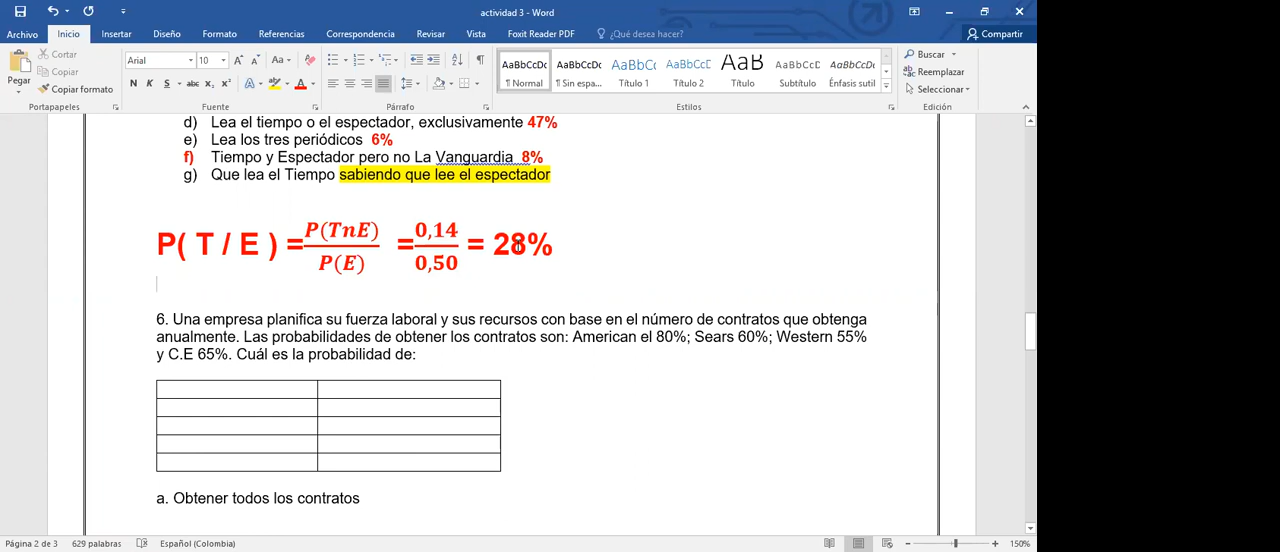 actividad 3 - Word
Archivo Inicio Insertar Diseño Formato Referencias Correspondencia Revisar Vista Foxit Reader PDF ¿Qué desea hacer? Compartir
Pegar
Cortar
Copiar
Copiar formato
Portapapeles
Arial 10
N K S abc x₂ x²
Fuente
Párrafo
AaBbCcDc AaBbCcDc AaBbC( AaBbCcD AaB AaBbCcD AaBbCcD
¶ Normal ¶ Sin espa... Título 1 Título 2 Título Subtítulo Énfasis sutil
Estilos
Buscar
Reemplazar
Seleccionar
Edición
d) Lea el tiempo o el espectador, exclusivamente 47%
e) Lea los tres periódicos 6%
f) Tiempo y Espectador pero no La Vanguardia 8%
g) Que lea el Tiempo sabiendo que lee el espectador
P( T / E ) = P(TnE) / P(E) = 0,14 / 0,50 = 28%
6. Una empresa planifica su fuerza laboral y sus recursos con base en el número de contratos que obtenga
anualmente. Las probabilidades de obtener los contratos son: American el 80%; Sears 60%; Western 55%
y C.E 65%. Cuál es la probabilidad de:
a. Obtener todos los contratos
Página 2 de 3 629 palabras Español (Colombia) 150%